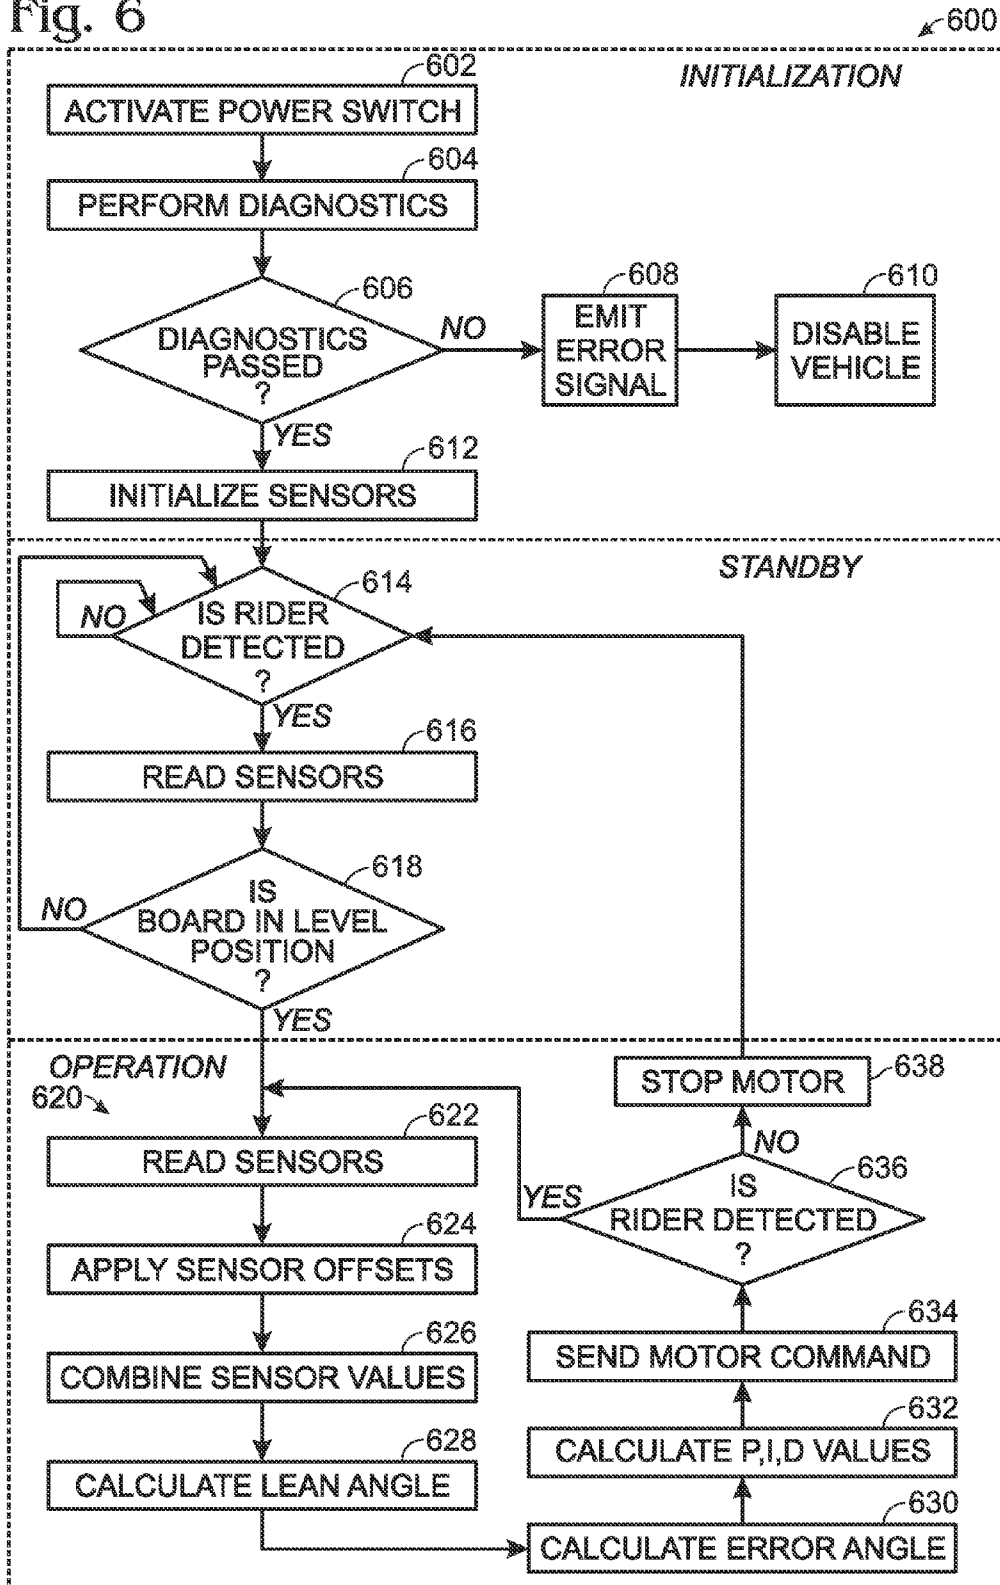 Fig. 6
600
INITIALIZATION
602
ACTIVATE POWER SWITCH
604
PERFORM DIAGNOSTICS
606
DIAGNOSTICS
PASSED
?
NO
608
EMIT
ERROR
SIGNAL
610
DISABLE
VEHICLE
YES
612
INITIALIZE SENSORS
STANDBY
614
NO
IS RIDER
DETECTED
?
YES
616
READ SENSORS
618
NO
IS
BOARD IN LEVEL
POSITION
?
YES
OPERATION
620
622
READ SENSORS
624
APPLY SENSOR OFFSETS
626
COMBINE SENSOR VALUES
628
CALCULATE LEAN ANGLE
STOP MOTOR
638
NO
636
YES
IS
RIDER DETECTED
?
634
SEND MOTOR COMMAND
632
CALCULATE P,I,D VALUES
630
CALCULATE ERROR ANGLE